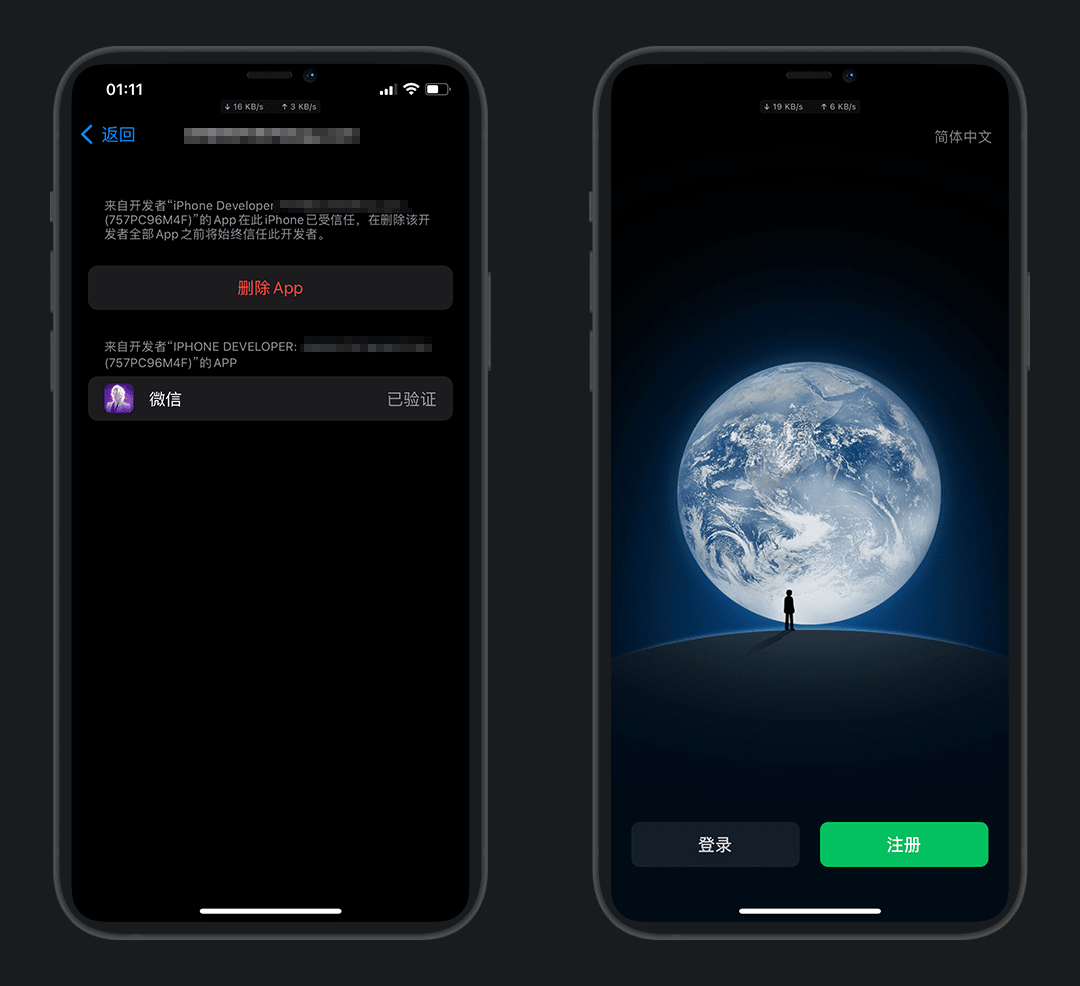 01:11
↓ 16 KB/s ↑ 3 KB/s
返回
来自开发者“iPhone Developer
(757PC96M4F)”的 App 在此 iPhone 已受信任，在删除该开
发者全部 App 之前将始终信任此开发者。
删除 App
来自开发者“IPHONE DEVELOPER:
(757PC96M4F)”的 APP
微信 已验证
↓ 19 KB/s ↑ 6 KB/s
简体中文
登录
注册